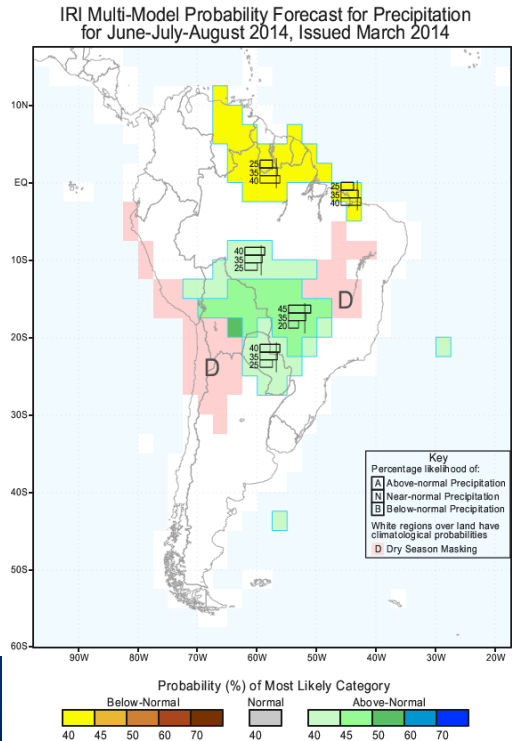 IRI Multi-Model Probability Forecast for Precipitation
for June-July-August 2014, Issued March 2014
10N
EQ
10S
20S
30S
40S
50S
60S
25
35
40
25
35
40
40
35
25
45
35
20
40
35
25
D
D
Key
Percentage likelihood of:
A Above-normal Precipitation
N Near-normal Precipitation
B Below-normal Precipitation
White regions over land have
climatological probabilities
D Dry Season Masking
90W 80W 70W 60W 50W 40W 30W 20W
Probability (%) of Most Likely Category
Below-Normal Normal Above-Normal
40 45 50 60 70 40 40 45 50 60 70